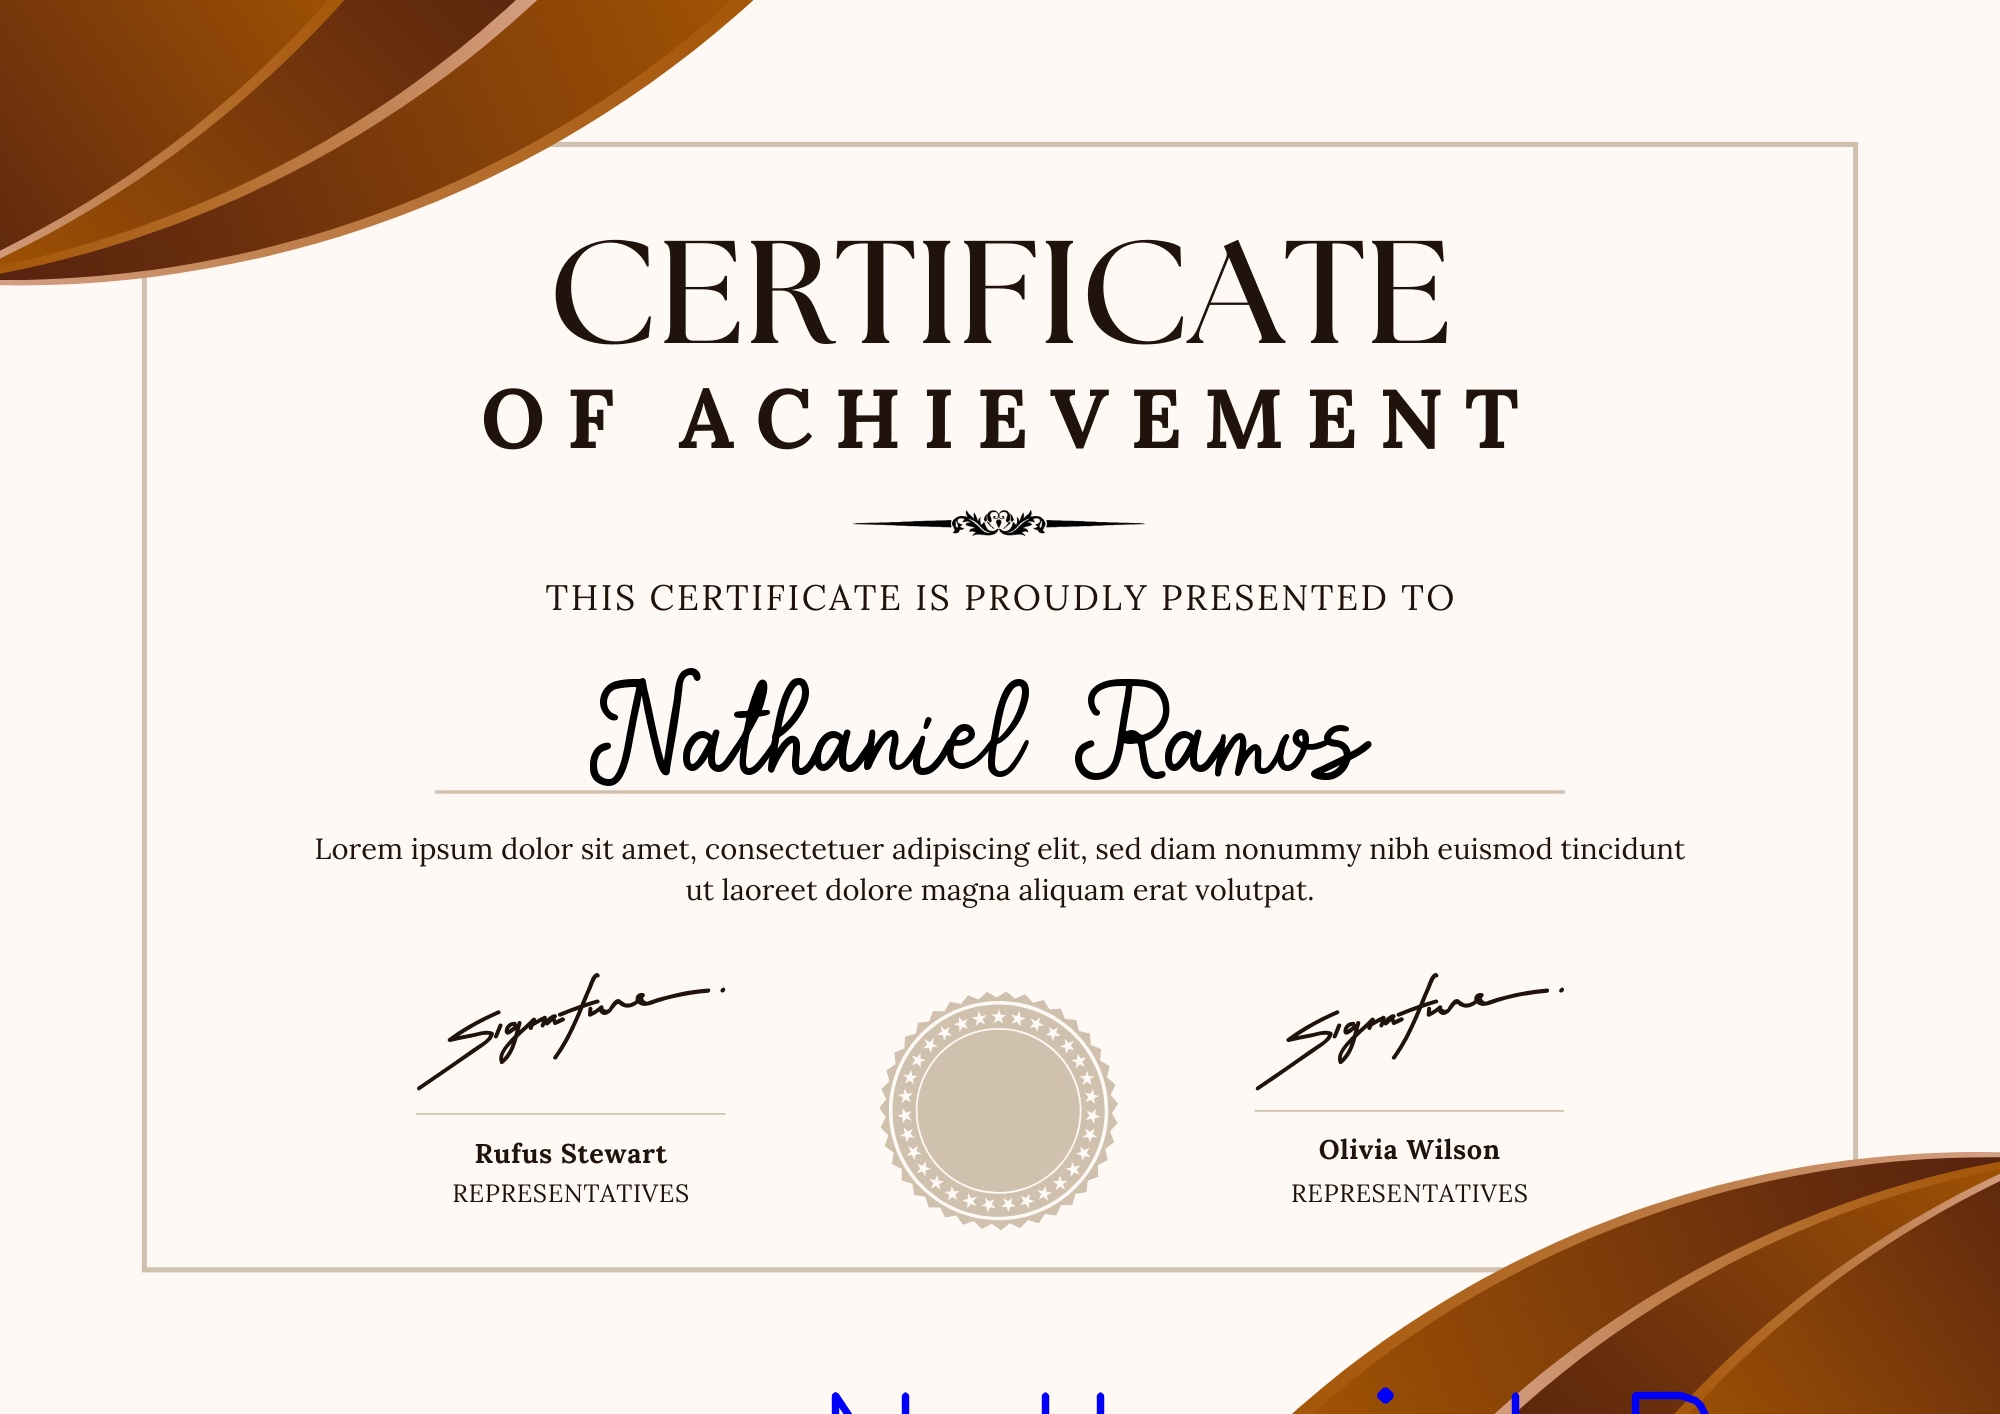 CERTIFICATE
OF ACHIEVEMENT
THIS CERTIFICATE IS PROUDLY PRESENTED TO
Nathaniel Ramos
Lorem ipsum dolor sit amet, consectetuer adipiscing elit, sed diam nonummy nibh euismod tincidunt
ut laoreet dolore magna aliquam erat volutpat.
Signature Signature
Rufus Stewart Olivia Wilson
REPRESENTATIVES REPRESENTATIVES